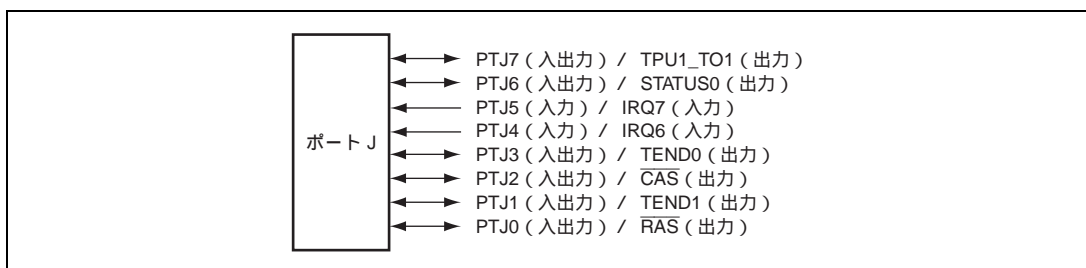 PTJ7(入出力)/ TPU1_TO1(出力)
PTJ6(入出力)/ STATUS0(出力)
PTJ5(入力)/ IRQ7(入力)
PTJ4(入力)/ IRQ6(入力)
ポートJ
PTJ3(入出力)/ TEND0(出力)
PTJ2(入出力)/ C̅A̅S̅(出力)
PTJ1(入出力)/ TEND1(出力)
PTJ0(入出力)/ R̅A̅S̅(出力)